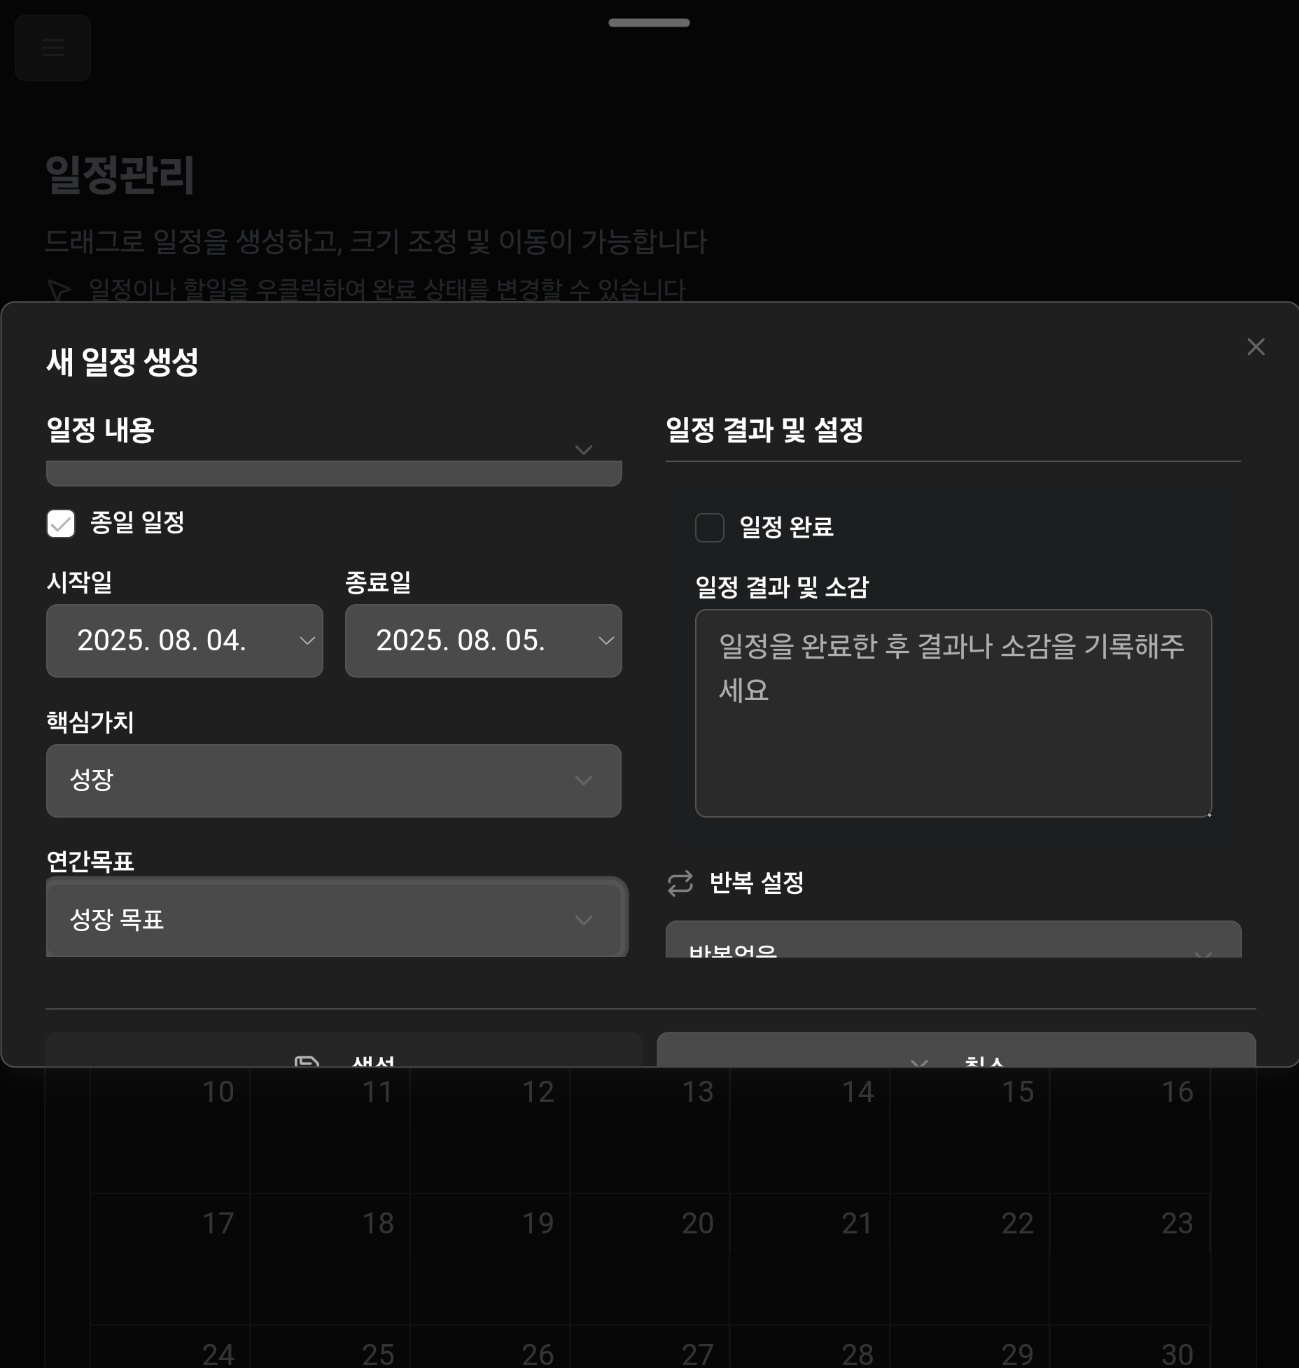 일정관리
드래그로 일정을 생성하고, 크기 조정 및 이동이 가능합니다
일정이나 할일을 우클릭하여 완료 상태를 변경할 수 있습니다
새 일정 생성
일정 내용
종일 일정
시작일
종료일
2025. 08. 04.
2025. 08. 05.
핵심가치
성장
연간목표
성장 목표
일정 결과 및 설정
일정 완료
일정 결과 및 소감
일정을 완료한 후 결과나 소감을 기록해주
세요
반복 설정
반복없음
생성
취소
10 11 12 13 14 15 16
17 18 19 20 21 22 23
24 25 26 27 28 29 30